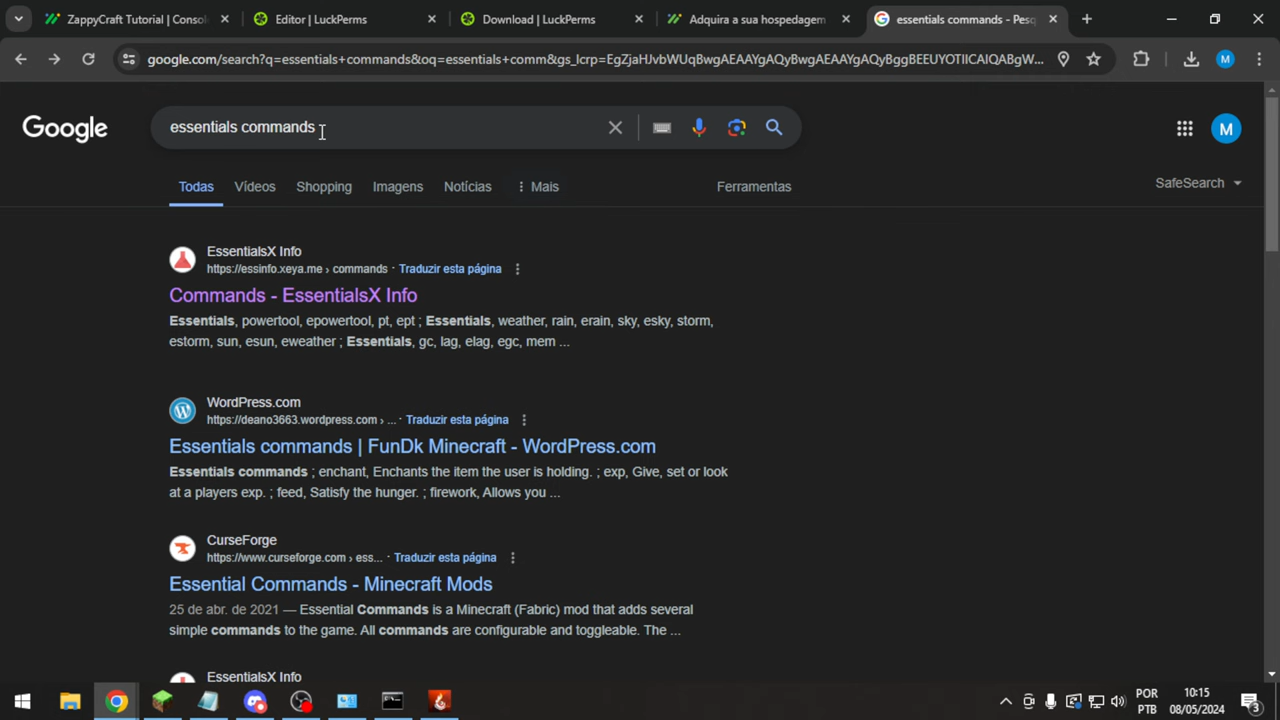 ZappyCraft Tutorial | Consol
Editor | LuckPerms
Download | LuckPerms
Adquira a sua hospedagem
essentials commands - Pesq
google.com/search?q=essentials+commands&oq=essentials+comm&gs_lcrp=EgZjaHJvbWUqBwgAEAAYgAQyBwgAEAAYgAQyBggBEEUYOTIICAIQABgW...
M
Google
essentials commands
M
Todas
Vídeos
Shopping
Imagens
Notícias
Mais
Ferramentas
SafeSearch
EssentialsX Info
https://essinfo.xeya.me › commands · Traduzir esta página
Commands - EssentialsX Info
Essentials, powertool, epowertool, pt, ept ; Essentials, weather, rain, erain, sky, esky, storm,
estorm, sun, esun, eweather ; Essentials, gc, lag, elag, egc, mem ...
WordPress.com
https://deano3663.wordpress.com › ... · Traduzir esta página
Essentials commands | FunDk Minecraft - WordPress.com
Essentials commands ; enchant, Enchants the item the user is holding. ; exp, Give, set or look
at a players exp. ; feed, Satisfy the hunger. ; firework, Allows you ...
CurseForge
https://www.curseforge.com › ess... · Traduzir esta página
Essential Commands - Minecraft Mods
25 de abr. de 2021 — Essential Commands is a Minecraft (Fabric) mod that adds several
simple commands to the game. All commands are configurable and toggleable. The ...
EssentialsX Info
POR
PTB
10:15
08/05/2024
3